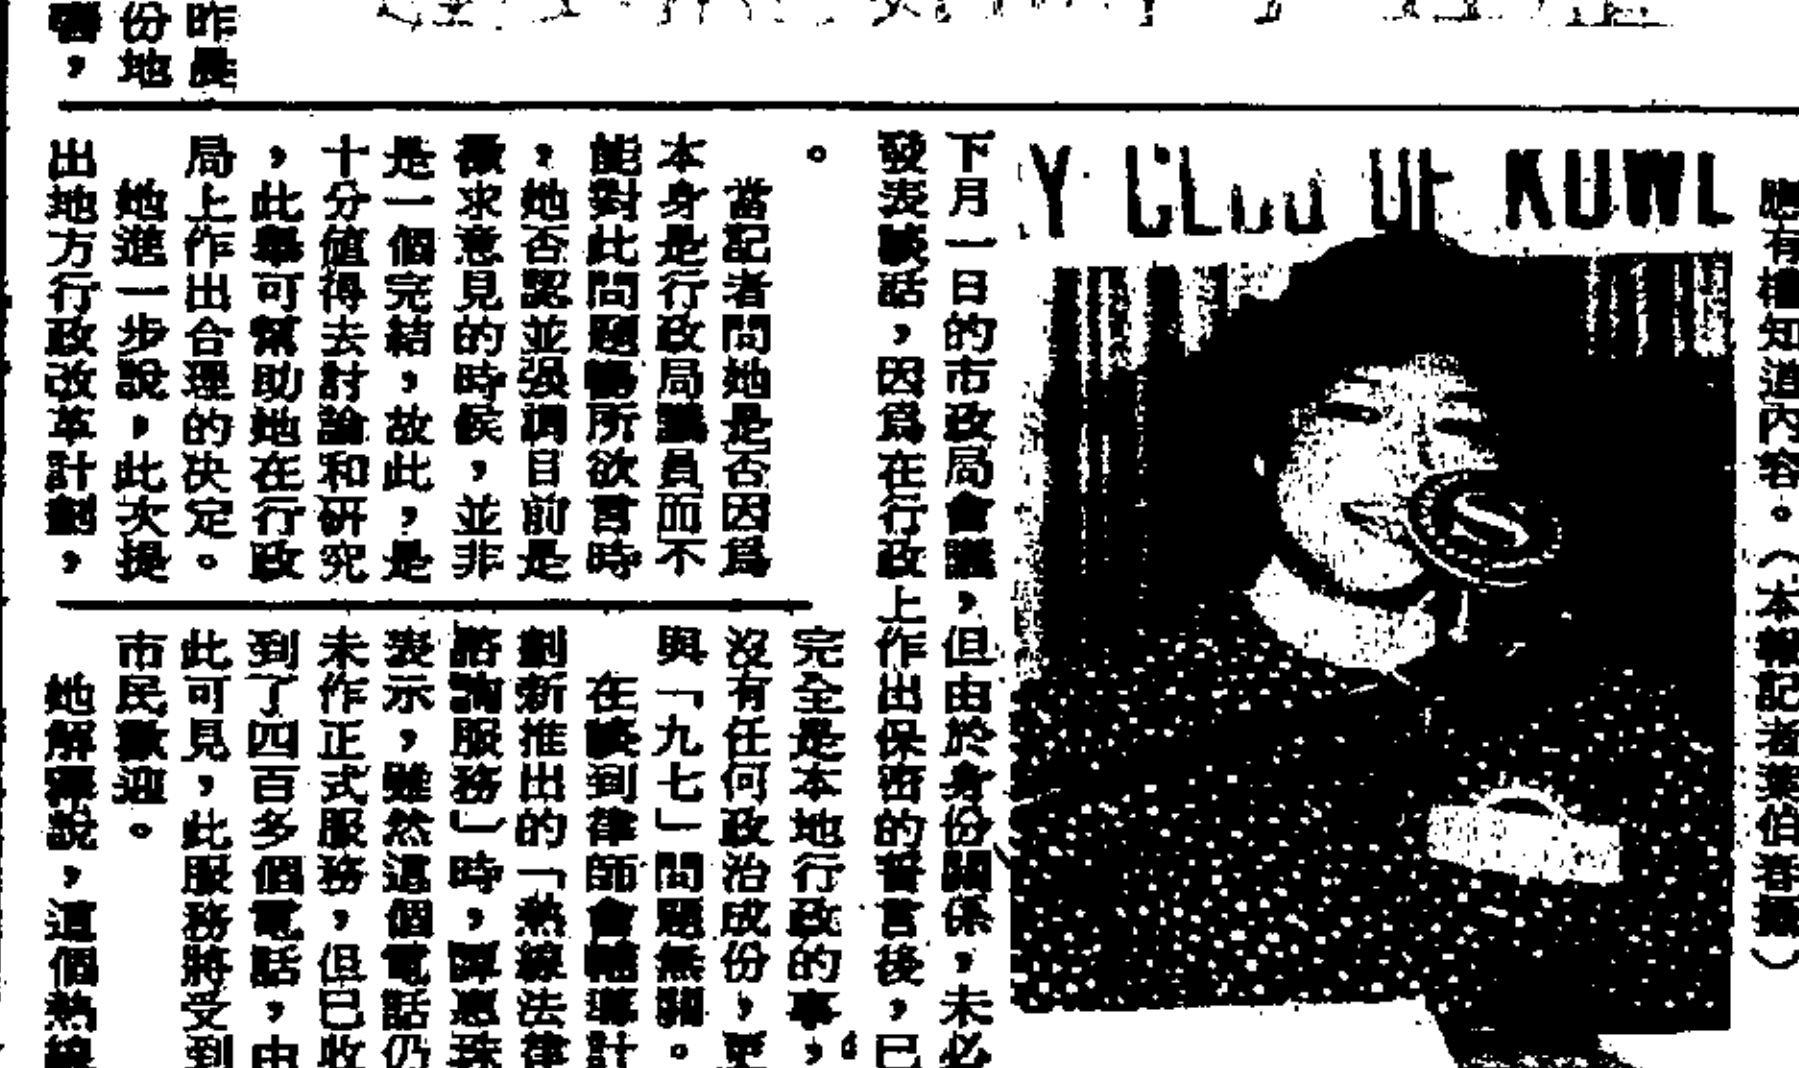 昨晨
份地
，
Y CLUB OF KOWL
應有權知道內容。（本報記者葉伯春攝）
下月一日的市政局會議，但由於身份關係，未必
發表談話，因為在行政上作出保密的誓言後，已
。
當記者問她是否因為
本身是行政局議員而不
能對此問題暢所欲言時
，她否認並强調目前是
徵求意見的時候，並非
是一個完結，故此，是
十分值得去討論和研究
，此舉可幫助她在行政
局上作出合理的決定。
她進一步說，此次提
出地方行政改革計劃，
完全是本地行政的事，
沒有任何政治成份，更
與「九七」問題無關。
在談到律師會輔導計
劃新推出的「熱線法律
諮詢服務」時，譚惠珠
表示，雖然這個電話仍
未作正式服務，但已收
到了四百多個電話，由
此可見，此服務將受到
市民歡迎。
她解釋說，這個熱線